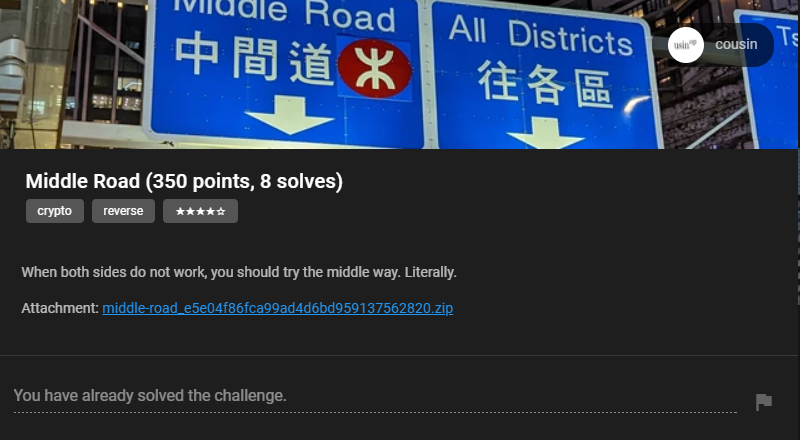 Middle Road
中間道
All Districts
往各區
Ts
usin
cousin
Middle Road (350 points, 8 solves)
crypto
reverse
★★★★☆
When both sides do not work, you should try the middle way. Literally.
Attachment: middle-road_e5e04f86fca99ad4d6bd959137562820.zip
You have already solved the challenge.